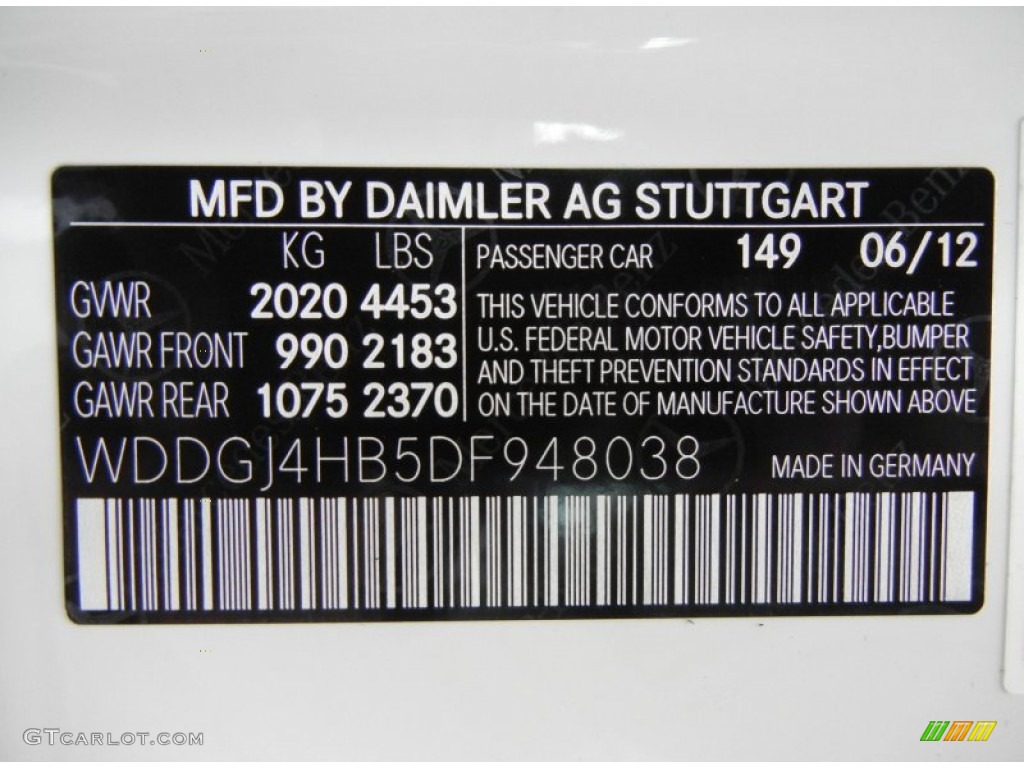 MFD BY DAIMLER AG STUTTGART
KG LBS
GVWR 2020 4453
GAWR FRONT 990 2183
GAWR REAR 1075 2370
PASSENGER CAR 149 06/12
THIS VEHICLE CONFORMS TO ALL APPLICABLE
U.S. FEDERAL MOTOR VEHICLE SAFETY,BUMPER
AND THEFT PREVENTION STANDARDS IN EFFECT
ON THE DATE OF MANUFACTURE SHOWN ABOVE
WDDGJ4HB5DF948038
MADE IN GERMANY
GTCARLOT.COM